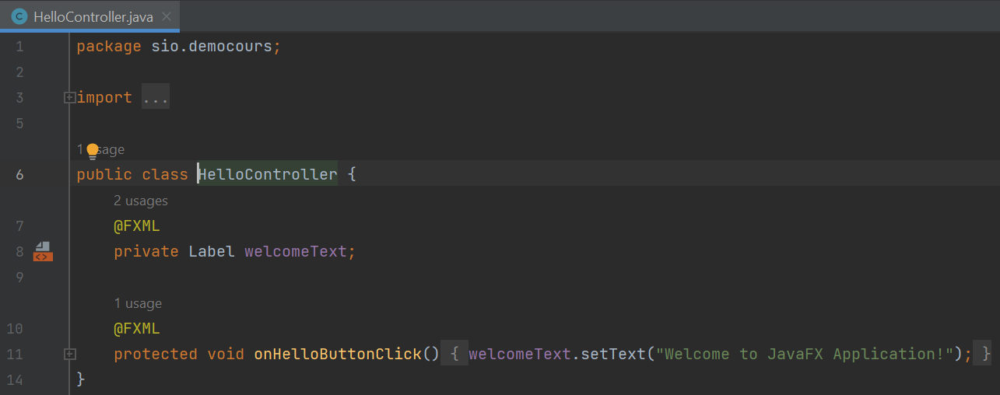 HelloController.java
1 package sio.democours;
2
3 import ...
5
1 usage
6 public class HelloController {
2 usages
7 @FXML
8 private Label welcomeText;
9
1 usage
10 @FXML
11 protected void onHelloButtonClick() { welcomeText.setText("Welcome to JavaFX Application!"); }
14 }